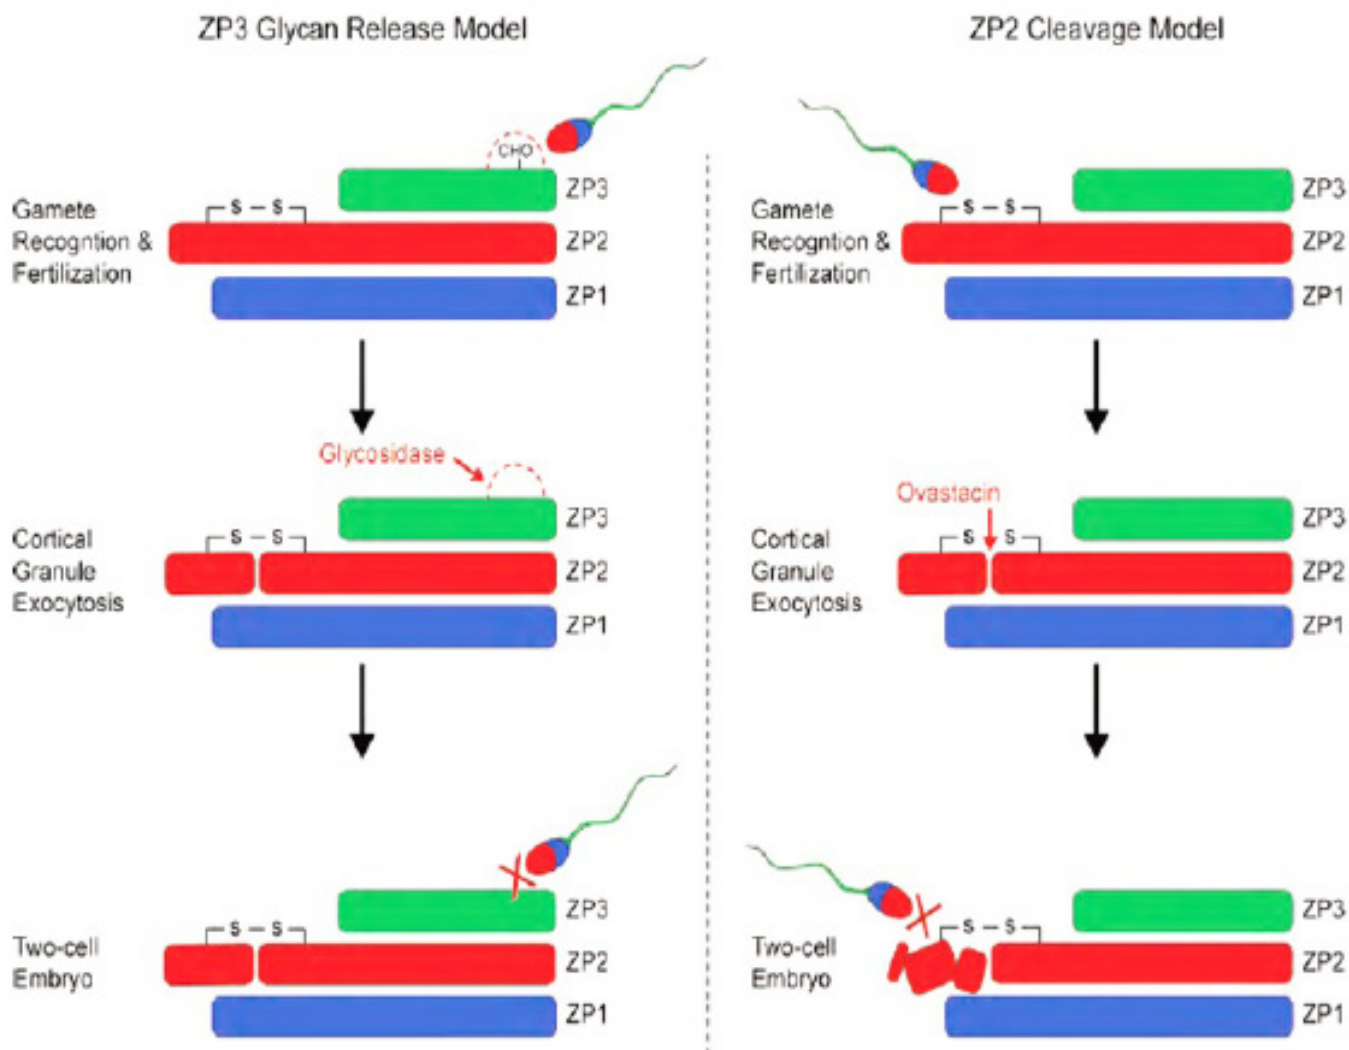 ZP3 Glycan Release Model
CHO
ZP3
S – S
Gamete
Recogntion &
Fertilization
ZP2
ZP1
Glycosidase
ZP3
S – S
Cortical
Granule
Exocytosis
ZP2
ZP1
ZP3
S – S
Two-cell
Embryo
ZP2
ZP1
ZP2 Cleavage Model
ZP3
S – S
Gamete
Recogntion &
Fertilization
ZP2
ZP1
Ovastacin
ZP3
S S
Cortical
Granule
Exocytosis
ZP2
ZP1
ZP3
S – S
Two-cell
Embryo
ZP2
ZP1